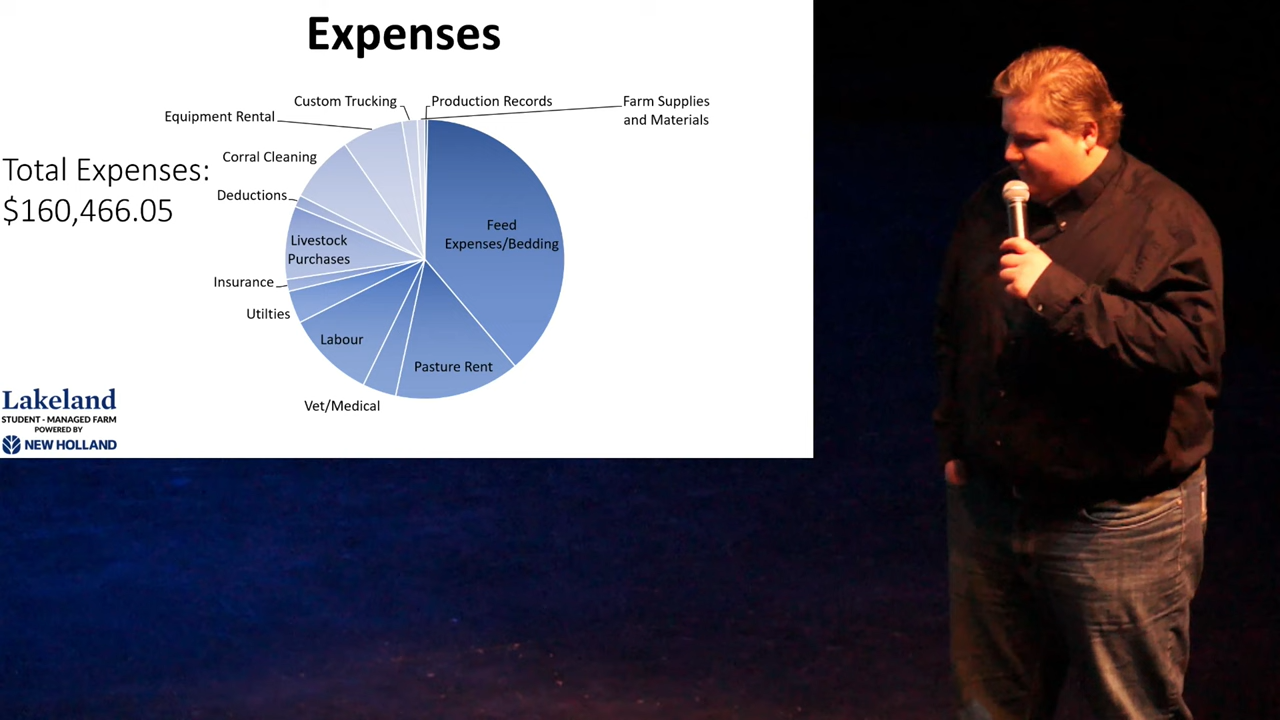 Expenses
Custom Trucking
Production Records
Farm Supplies
and Materials
Equipment Rental
Corral Cleaning
Total Expenses:
$160,466.05
Deductions
Feed
Expenses/Bedding
Livestock
Purchases
Insurance
Utilties
Labour
Pasture Rent
Vet/Medical
Lakeland
STUDENT - MANAGED FARM
POWERED BY
NEW HOLLAND